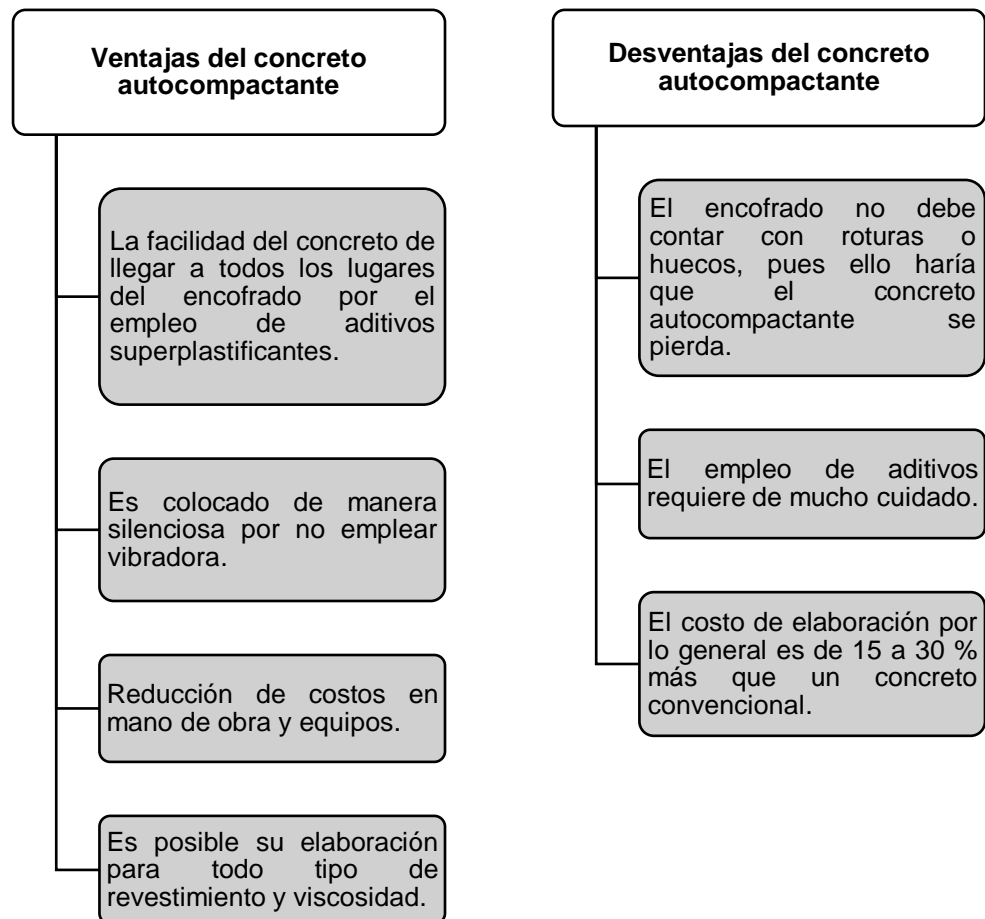 Ventajas del concreto
autocompactante
La facilidad del concreto de
llegar a todos los lugares
del encofrado por el
empleo de aditivos
superplastificantes.
Es colocado de manera
silenciosa por no emplear
vibradora.
Reducción de costos en
mano de obra y equipos.
Es posible su elaboración
para todo tipo de
revestimiento y viscosidad.
Desventajas del concreto
autocompactante
El encofrado no debe
contar con roturas o
huecos, pues ello haría
que el concreto
autocompactante se
pierda.
El empleo de aditivos
requiere de mucho cuidado.
El costo de elaboración por
lo general es de 15 a 30 %
más que un concreto
convencional.